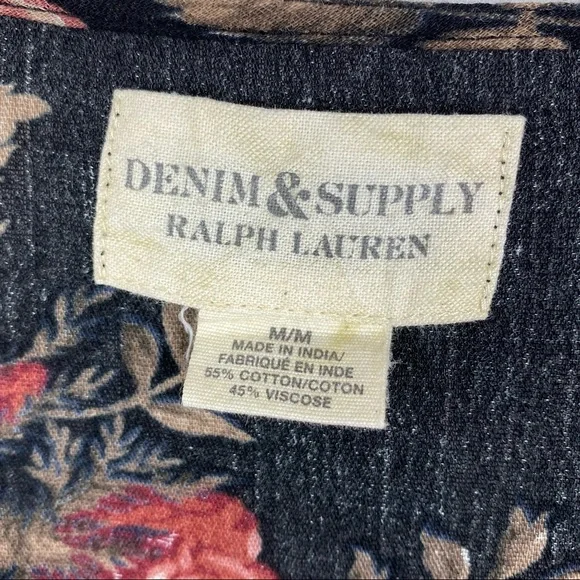 DENIM & SUPPLY
RALPH LAUREN
M/M
MADE IN INDIA/
FABRIQUÉ EN INDE
55% COTTON/COTON
45% VISCOSE